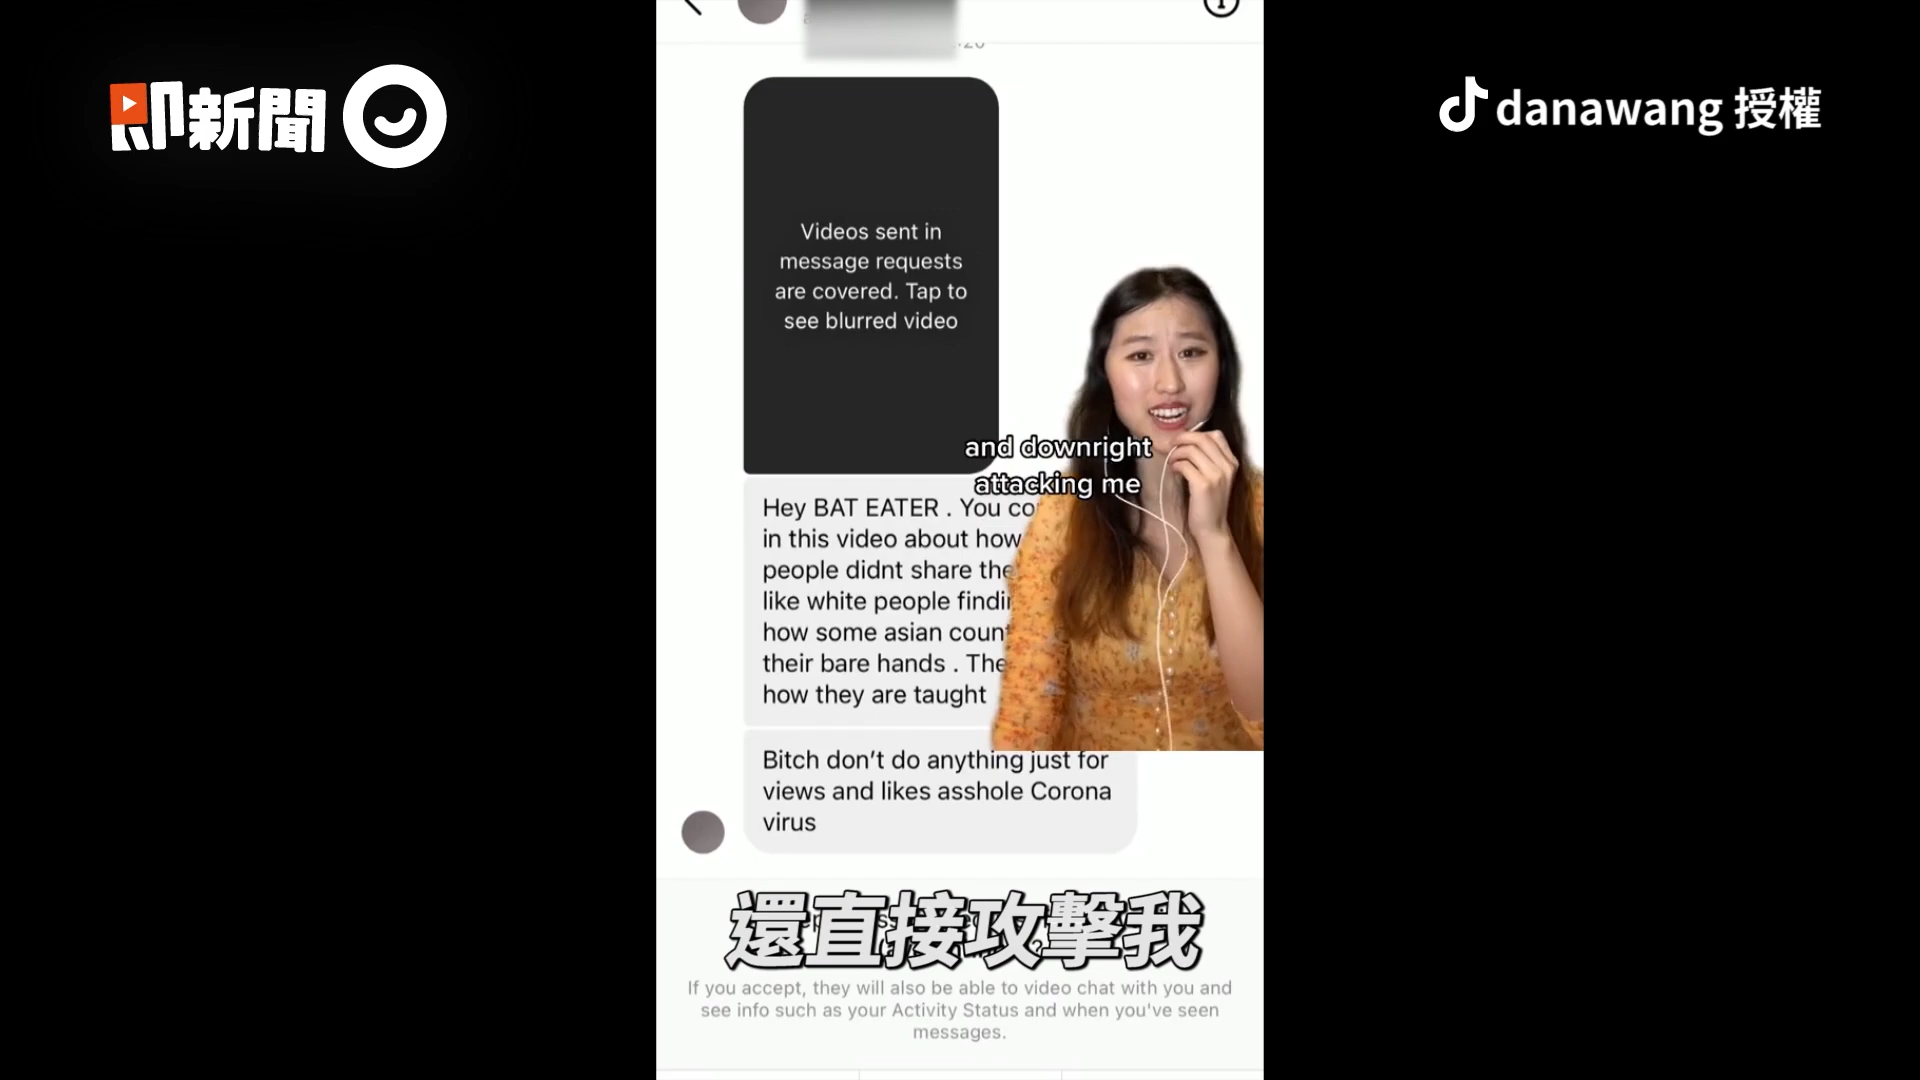 即新聞
danawang 授權
Videos sent in
message requests
are covered. Tap to
see blurred video
and downright
attacking me
Hey BAT EATER . You co
in this video about how
people didnt share the
like white people findi
how some asian coun
their bare hands . The
how they are taught
Bitch don’t do anything just for
views and likes asshole Corona
virus
還直接攻擊我
If you accept, they will also be able to video chat with you and
see info such as your Activity Status and when you've seen
messages.